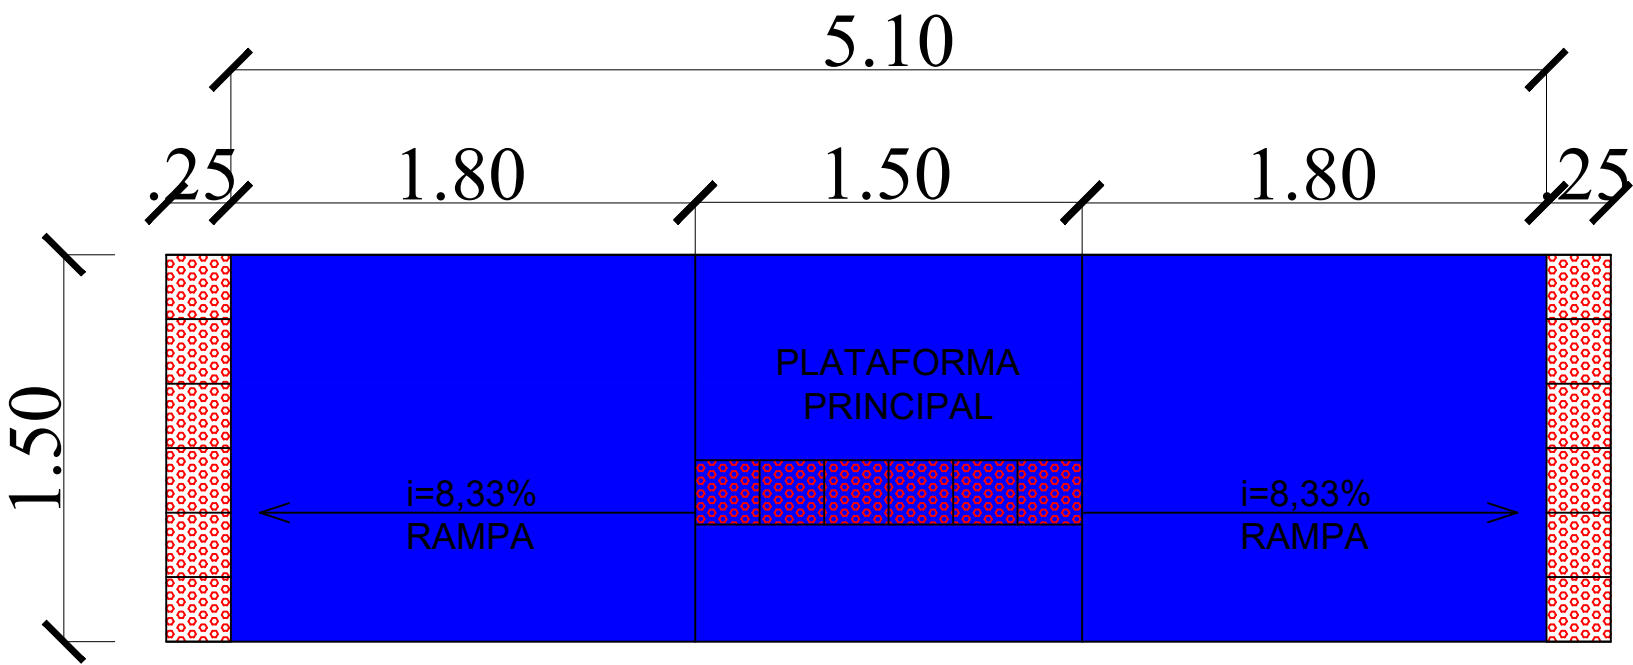 5.10
.25 1.80 1.50 1.80 .25
1.50
PLATAFORMA
PRINCIPAL
i=8,33%
RAMPA
i=8,33%
RAMPA